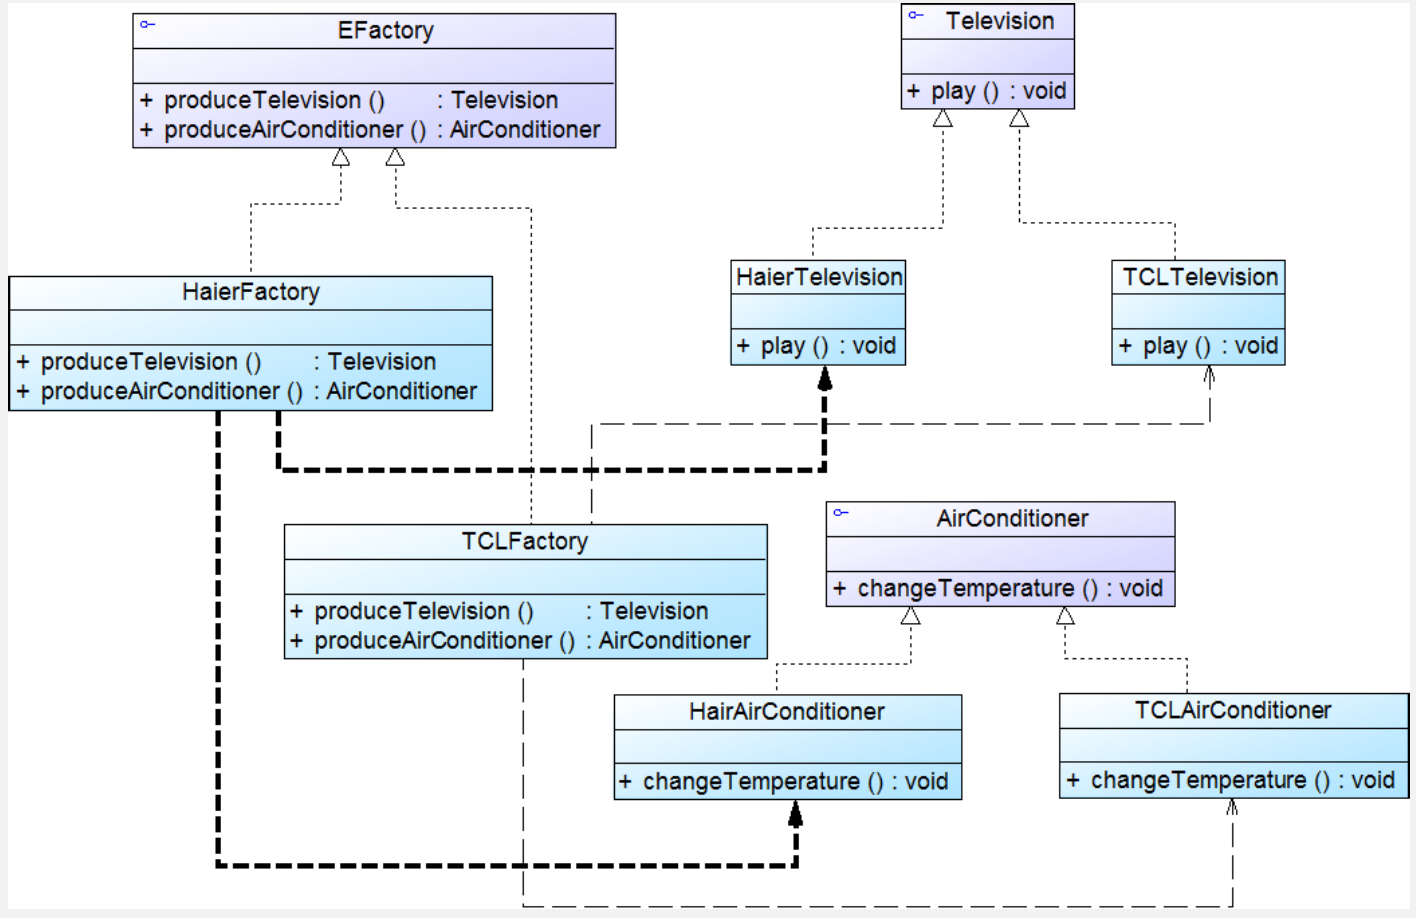 EFactory
+ produceTelevision () : Television
+ produceAirConditioner () : AirConditioner
Television
+ play () : void
HaierFactory
+ produceTelevision () : Television
+ produceAirConditioner () : AirConditioner
HaierTelevision
+ play () : void
TCLTelevision
+ play () : void
TCLFactory
+ produceTelevision () : Television
+ produceAirConditioner () : AirConditioner
AirConditioner
+ changeTemperature () : void
HairAirConditioner
+ changeTemperature () : void
TCLAirConditioner
+ changeTemperature () : void